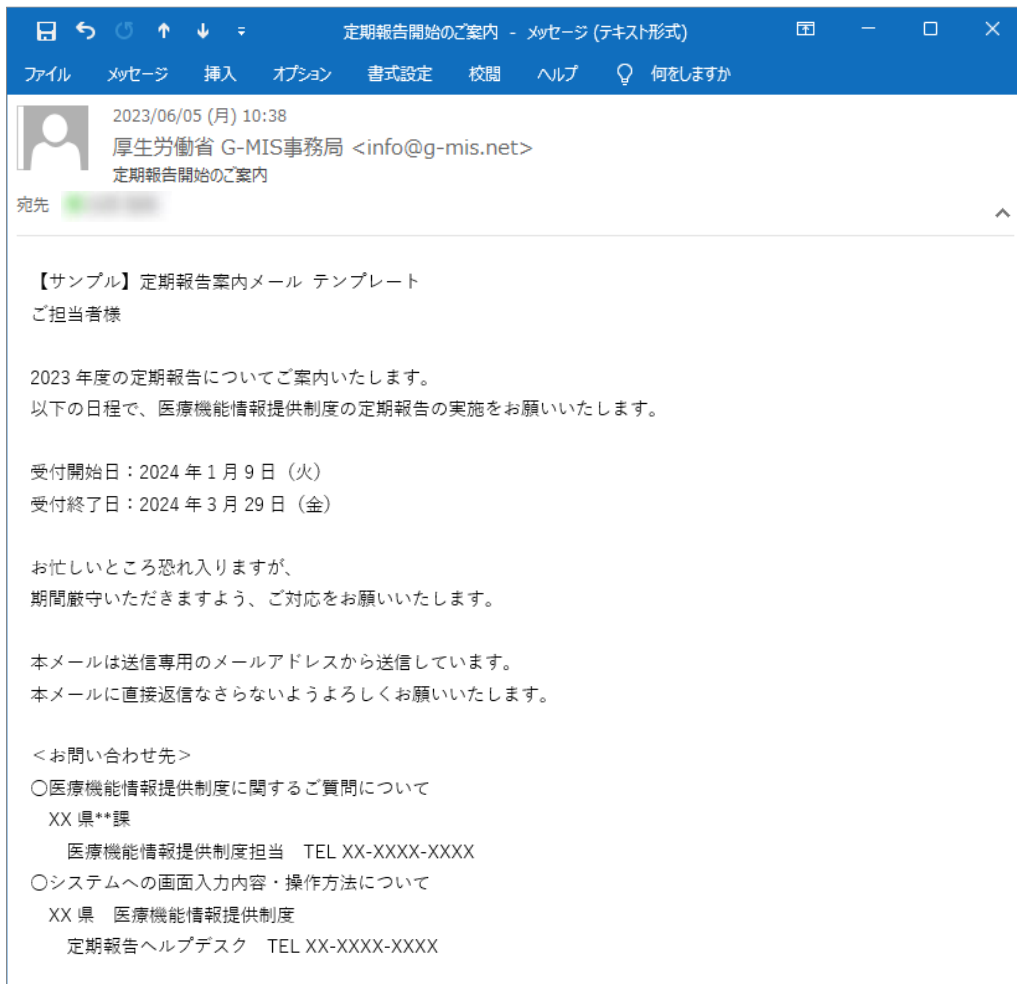 定期報告開始のご案内 - メッセージ (テキスト形式)
ファイル メッセージ 挿入 オプション 書式設定 校閲 ヘルプ 何をしますか
2023/06/05 (月) 10:38
厚生労働省 G-MIS事務局 <info@g-mis.net>
定期報告開始のご案内
宛先
【サンプル】定期報告案内メール テンプレート
ご担当者様
2023 年度の定期報告についてご案内いたします。
以下の日程で、医療機能情報提供制度の定期報告の実施をお願いいたします。
受付開始日：2024 年 1 月 9 日（火）
受付終了日：2024 年 3 月 29 日（金）
お忙しいところ恐れ入りますが、
期間厳守いただきますよう、ご対応をお願いいたします。
本メールは送信専用のメールアドレスから送信しています。
本メールに直接返信なさらないようよろしくお願いいたします。
＜お問い合わせ先＞
○医療機能情報提供制度に関するご質問について
XX 県**課
医療機能情報提供制度担当　TEL XX-XXXX-XXXX
○システムへの画面入力内容・操作方法について
XX 県　医療機能情報提供制度
定期報告ヘルプデスク　TEL XX-XXXX-XXXX